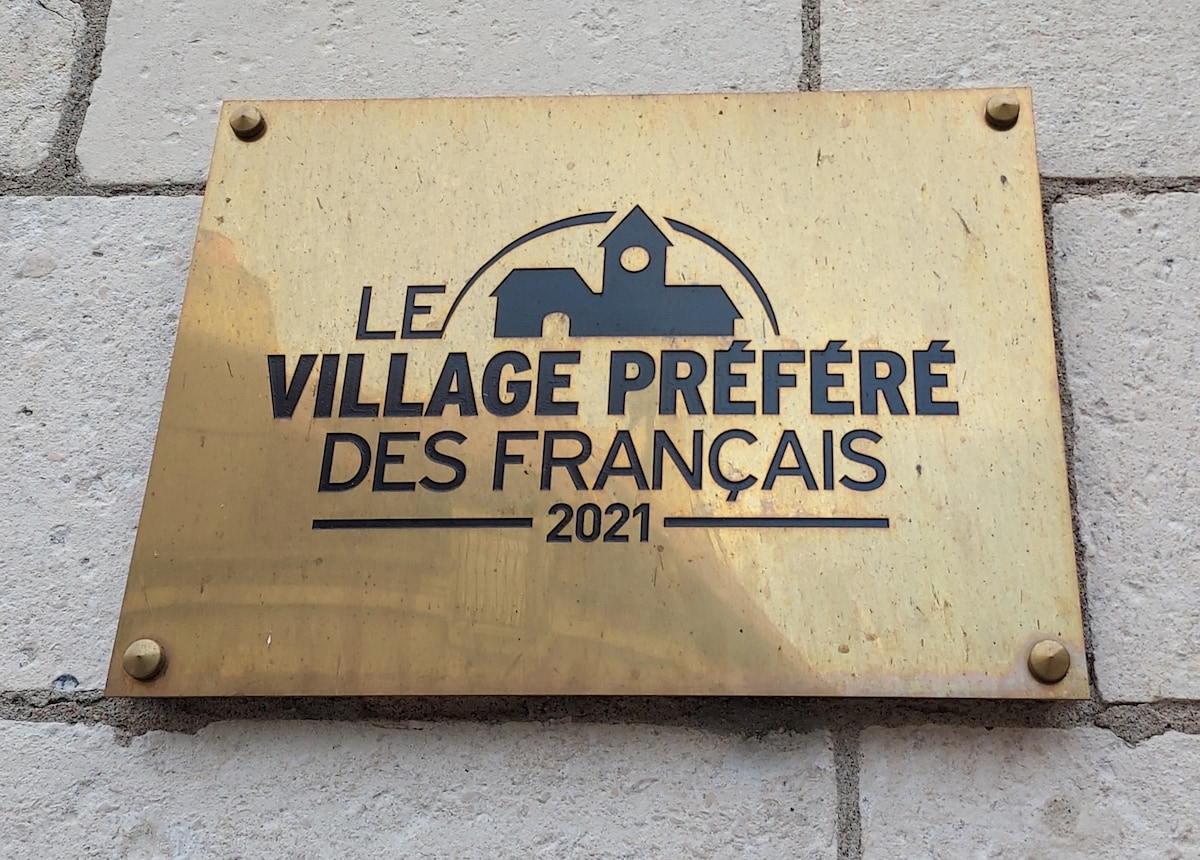 LE
VILLAGE PRÉFÉRÉ
DES FRANÇAIS
2021